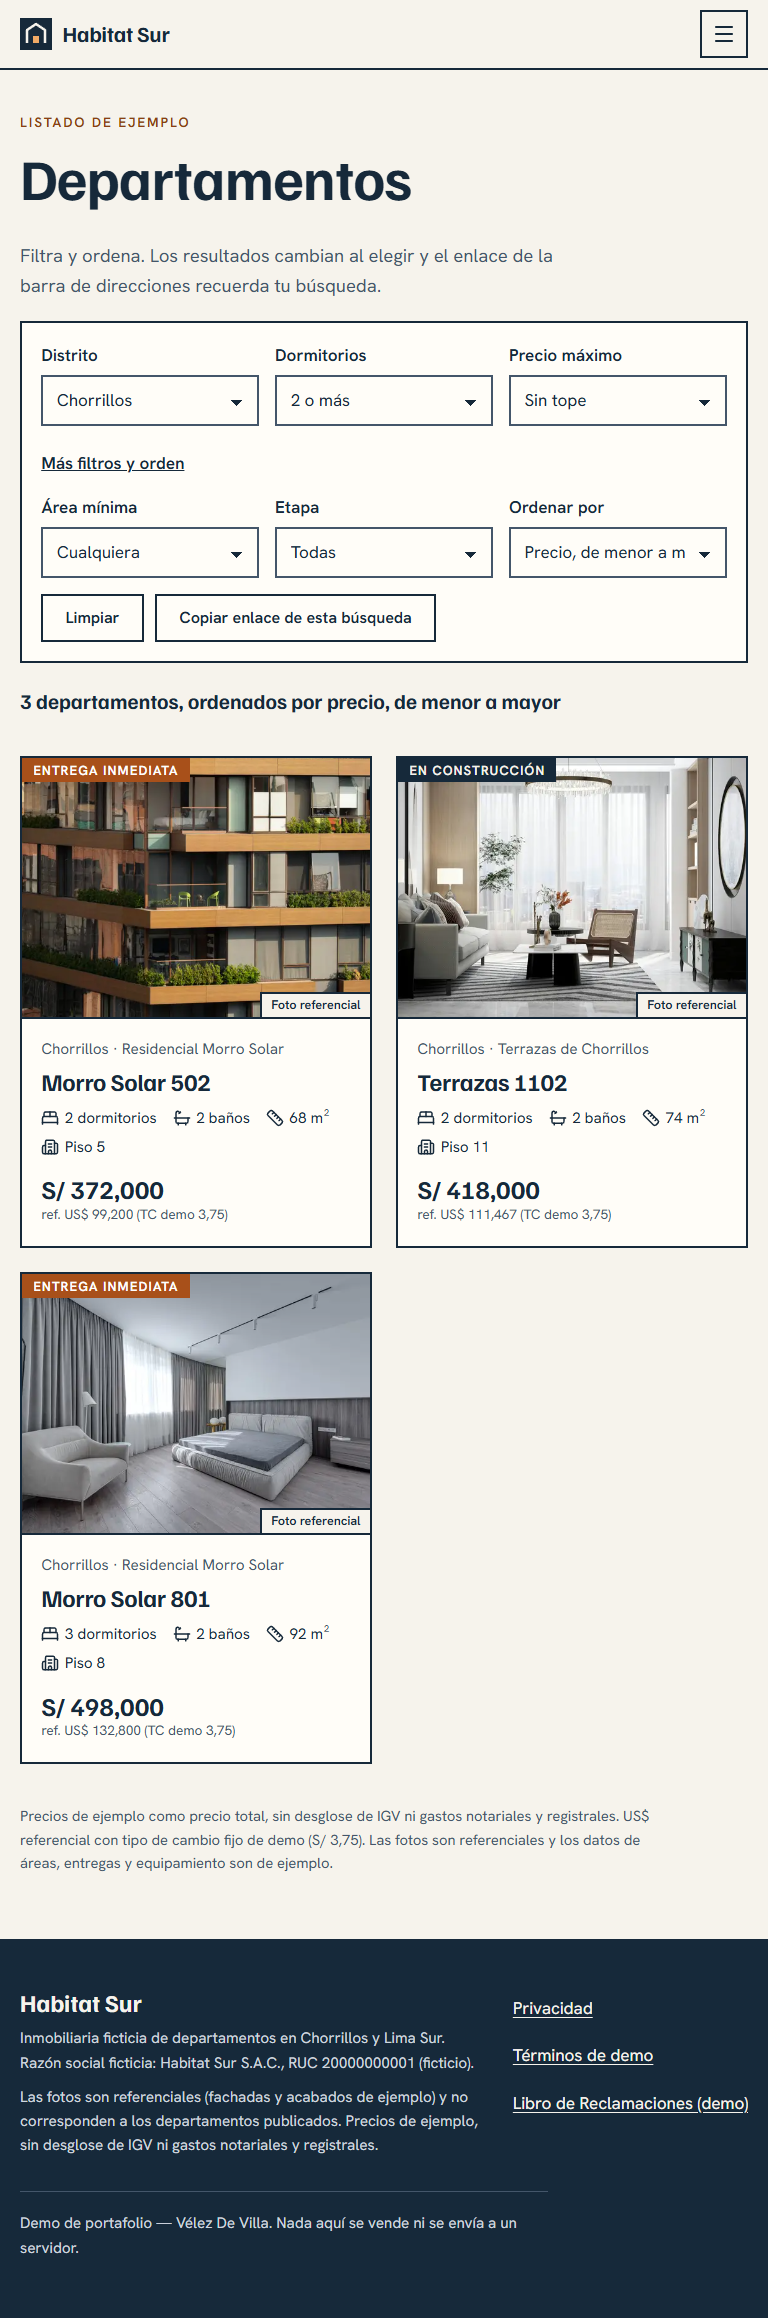 Habitat Sur
LISTADO DE EJEMPLO
Departamentos
Filtra y ordena. Los resultados cambian al elegir y el enlace de la
barra de direcciones recuerda tu búsqueda.
Distrito
Dormitorios
Precio máximo
Chorrillos
2 o más
Sin tope
Más filtros y orden
Área mínima
Etapa
Ordenar por
Cualquiera
Todas
Precio, de menor a m
Limpiar
Copiar enlace de esta búsqueda
3 departamentos, ordenados por precio, de menor a mayor
ENTREGA INMEDIATA
Foto referencial
Chorrillos · Residencial Morro Solar
Morro Solar 502
2 dormitorios 2 baños 68 m²
Piso 5
S/ 372,000
ref. US$ 99,200 (TC demo 3,75)
EN CONSTRUCCIÓN
Foto referencial
Chorrillos · Terrazas de Chorrillos
Terrazas 1102
2 dormitorios 2 baños 74 m²
Piso 11
S/ 418,000
ref. US$ 111,467 (TC demo 3,75)
ENTREGA INMEDIATA
Foto referencial
Chorrillos · Residencial Morro Solar
Morro Solar 801
3 dormitorios 2 baños 92 m²
Piso 8
S/ 498,000
ref. US$ 132,800 (TC demo 3,75)
Precios de ejemplo como precio total, sin desglose de IGV ni gastos notariales y registrales. US$
referencial con tipo de cambio fijo de demo (S/ 3,75). Las fotos son referenciales y los datos de
áreas, entregas y equipamiento son de ejemplo.
Habitat Sur
Inmobiliaria ficticia de departamentos en Chorrillos y Lima Sur.
Razón social ficticia: Habitat Sur S.A.C., RUC 20000000001 (ficticio).
Las fotos son referenciales (fachadas y acabados de ejemplo) y no
corresponden a los departamentos publicados. Precios de ejemplo,
sin desglose de IGV ni gastos notariales y registrales.
Privacidad
Términos de demo
Libro de Reclamaciones (demo)
Demo de portafolio — Vélez De Villa. Nada aquí se vende ni se envía a un
servidor.